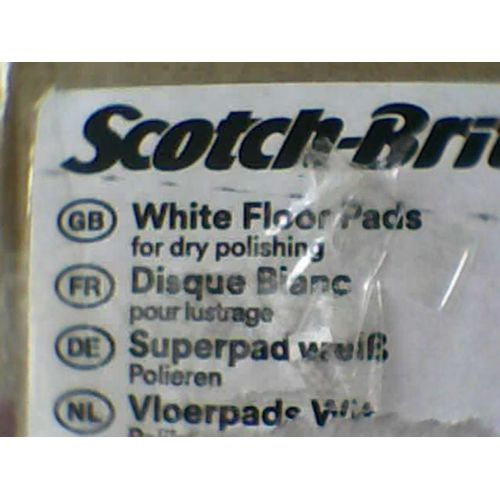 Scotch-Brit
GB White Floor Pads
for dry polishing
FR Disque Blanc
pour lustrage
DE Superpad weiß
Polieren
NL Vloerpads